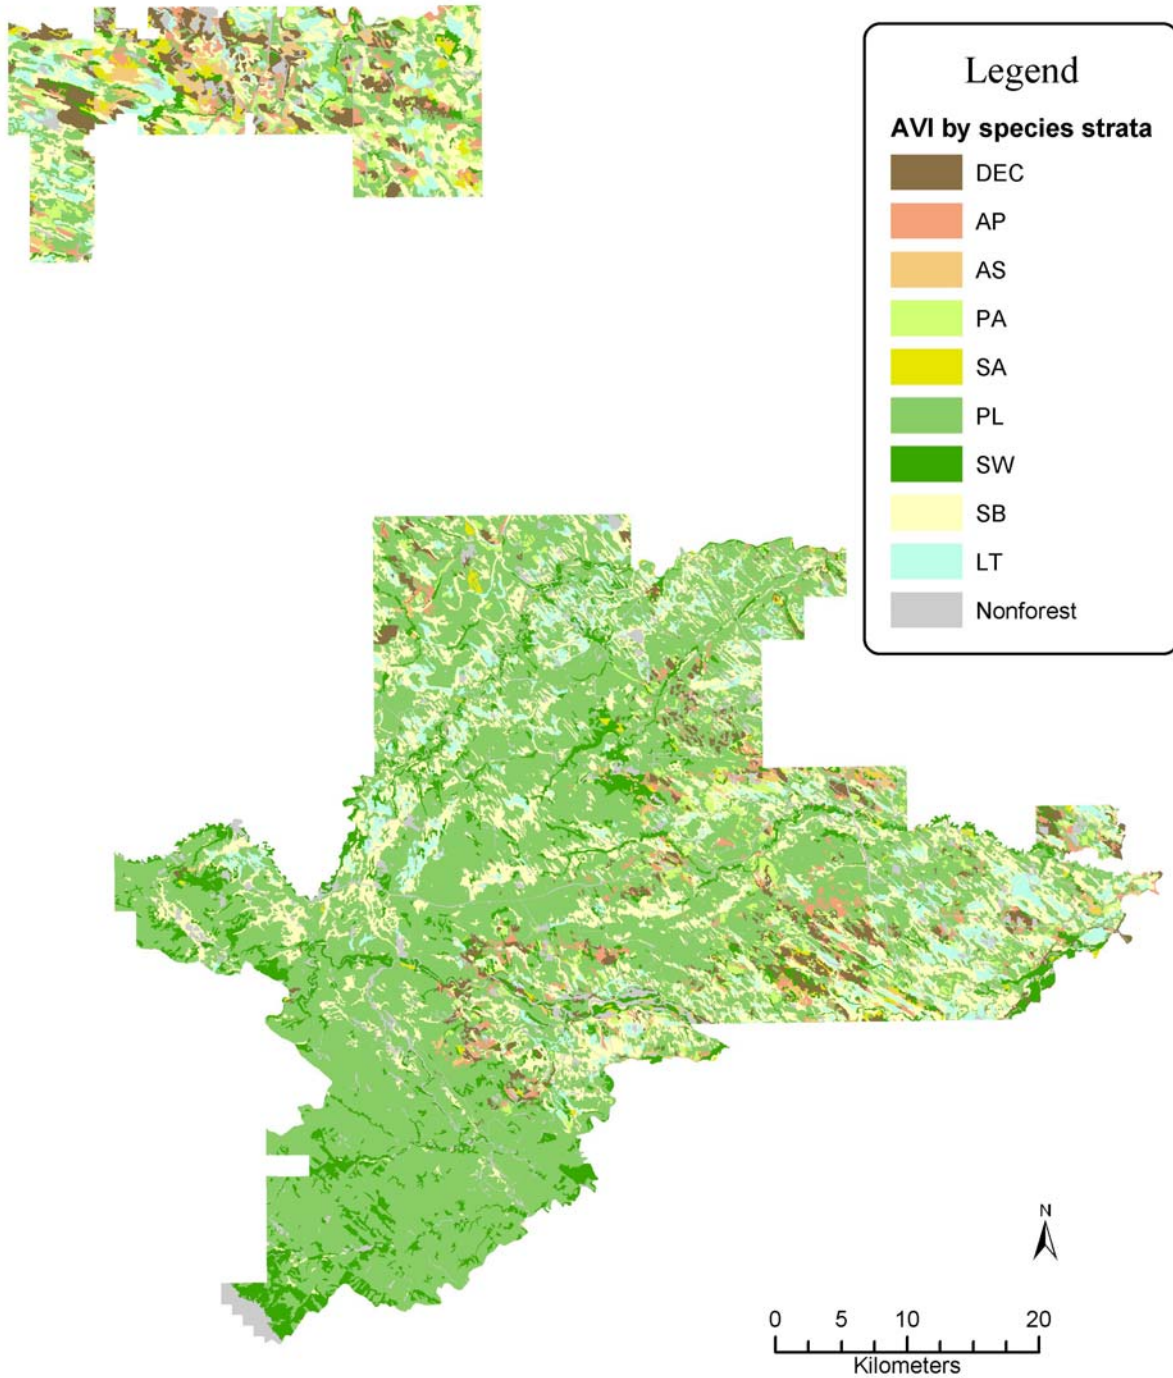 Legend
AVI by species strata
DEC
AP
AS
PA
SA
PL
SW
SB
LT
Nonforest
N
0 5 10 20
Kilometers